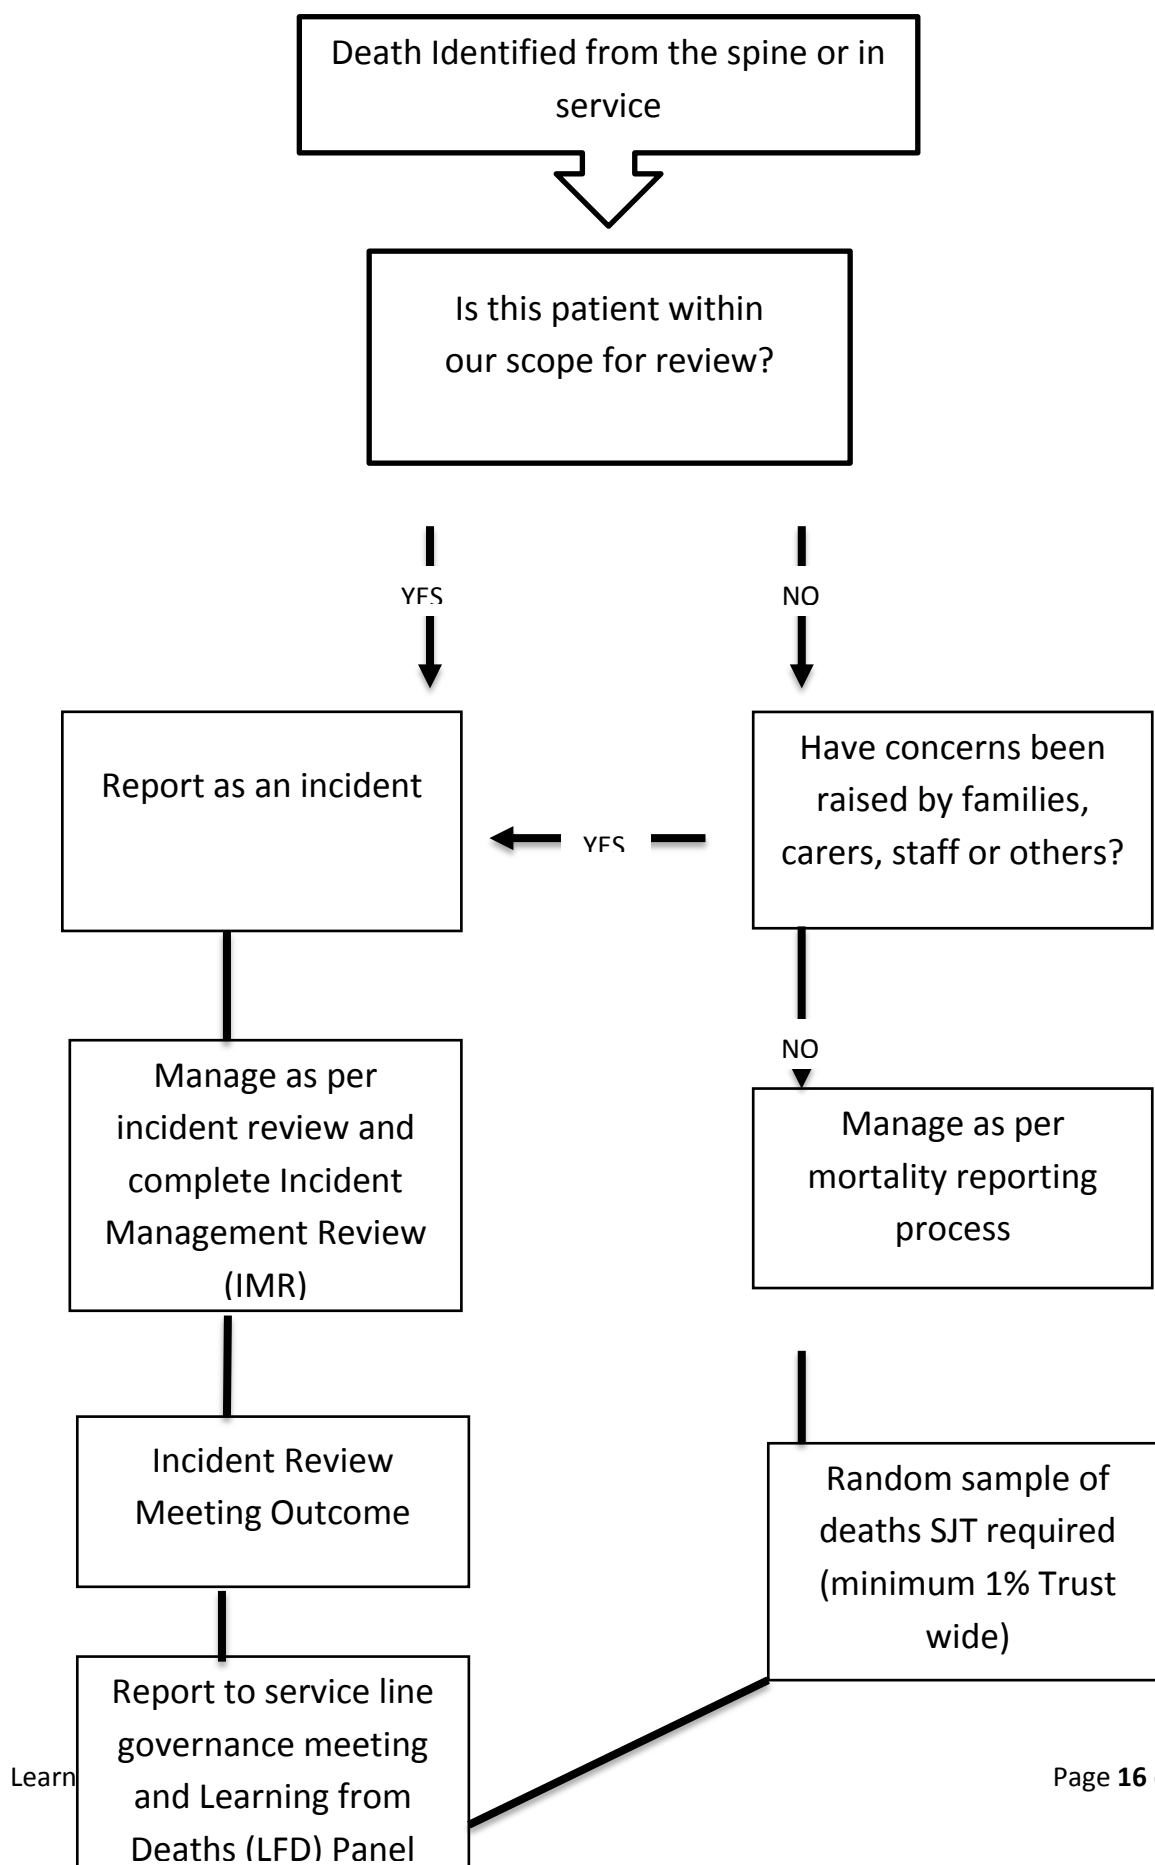 Death Identified from the spine or in
service
Is this patient within
our scope for review?
YES
NO
Report as an incident
YES
Have concerns been
raised by families,
carers, staff or others?
Manage as per
incident review and
complete Incident
Management Review
(IMR)
NO
Manage as per
mortality reporting
process
Incident Review
Meeting Outcome
Random sample of
deaths SJT required
(minimum 1% Trust
wide)
Report to service line
governance meeting
and Learning from
Deaths (LFD) Panel
Learn
Page 16